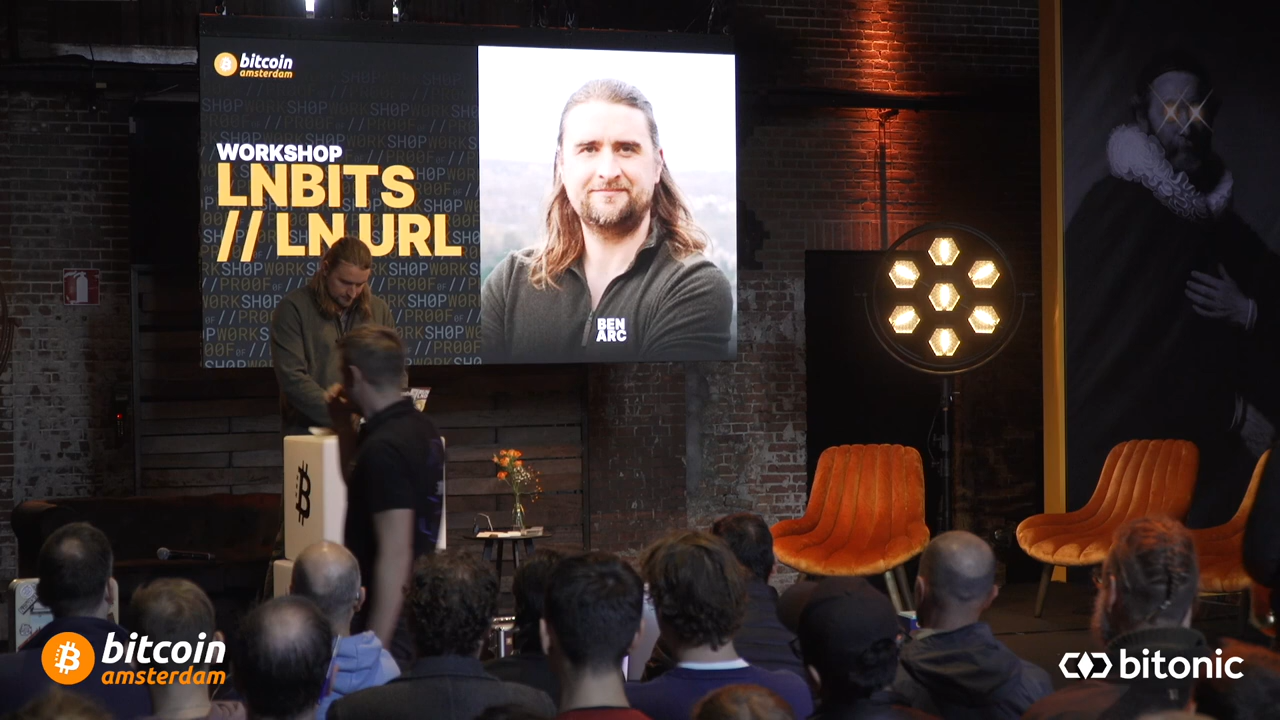 bitcoin
amsterdam
WORKSHOP
LNBITS
// LN URL
BEN
ARC
bitcoin
amsterdam
bitonic